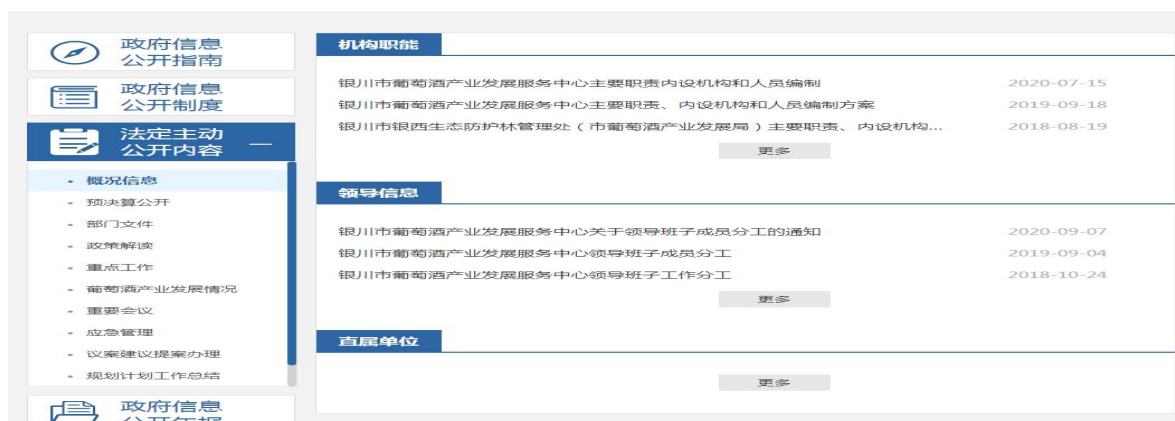 政府信息
公开指南
政府信息
公开制度
法定主动
公开内容
- 概况信息
- 预决算公开
- 部门文件
- 政策解读
- 重点工作
- 葡萄酒产业发展情况
- 重要会议
- 应急管理
- 议案建议提案办理
- 规划计划工作总结
政府信息
公开年报
机构职能
银川市葡萄酒产业发展服务中心主要职责内设机构和人员编制 2020-07-15
银川市葡萄酒产业发展服务中心主要职责、内设机构和人员编制方案 2019-09-18
银川市银西生态防护林管理处（市葡萄酒产业发展局）主要职责、内设机构... 2018-08-19
更多
领导信息
银川市葡萄酒产业发展服务中心关于领导班子成员分工的通知 2020-09-07
银川市葡萄酒产业发展服务中心领导班子成员分工 2019-09-04
银川市葡萄酒产业发展服务中心领导班子工作分工 2018-10-24
更多
直属单位
更多